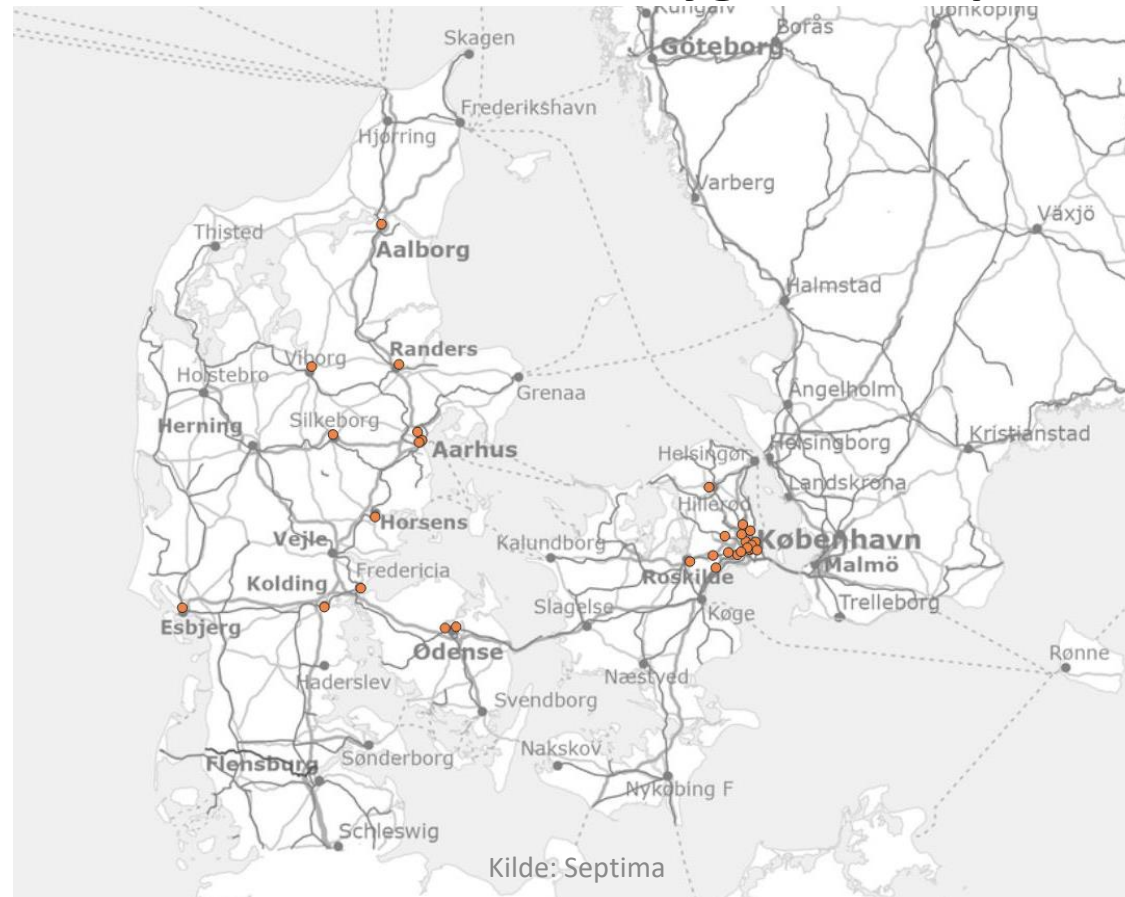 Skagen
Göteborg
Borås
Frederikshavn
Hjørring
Varberg
Thisted
Växjö
Aalborg
Halmstad
Randers
Viborg
Holstebro
Grenaa
Ängelholm
Silkeborg
Herning
Kristianstad
Aarhus
Helsingør
Helsingborg
Landskrona
Hillerød
Horsens
Vejle
København
Kalundborg
Malmö
Fredericia
Roskilde
Kolding
Trelleborg
Slagelse
Køge
Esbjerg
Odense
Rønne
Næstved
Haderslev
Svendborg
Nakskov
Sønderborg
Flensburg
Nykøbing F
Schleswig
Kilde: Septima